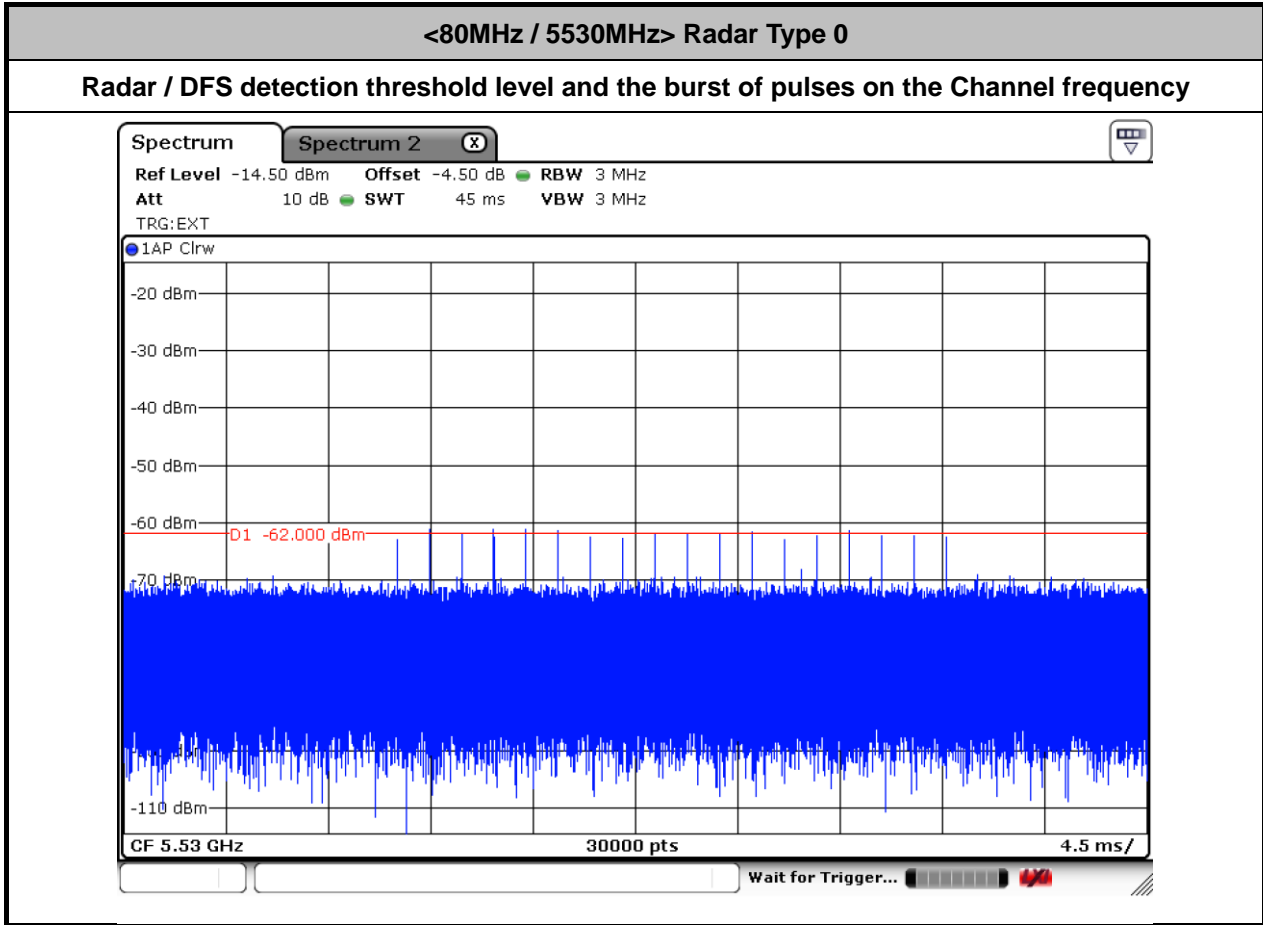 <80MHz / 5530MHz> Radar Type 0
Radar / DFS detection threshold level and the burst of pulses on the Channel frequency
Spectrum Spectrum 2 X
Ref Level -14.50 dBm Offset -4.50 dB RBW 3 MHz
Att 10 dB SWT 45 ms VBW 3 MHz
TRG:EXT
1AP Clrw
-20 dBm
-30 dBm
-40 dBm
-50 dBm
-60 dBm
D1 -62.000 dBm
-70 dBm
-110 dBm
CF 5.53 GHz 30000 pts 4.5 ms/
Wait for Trigger...